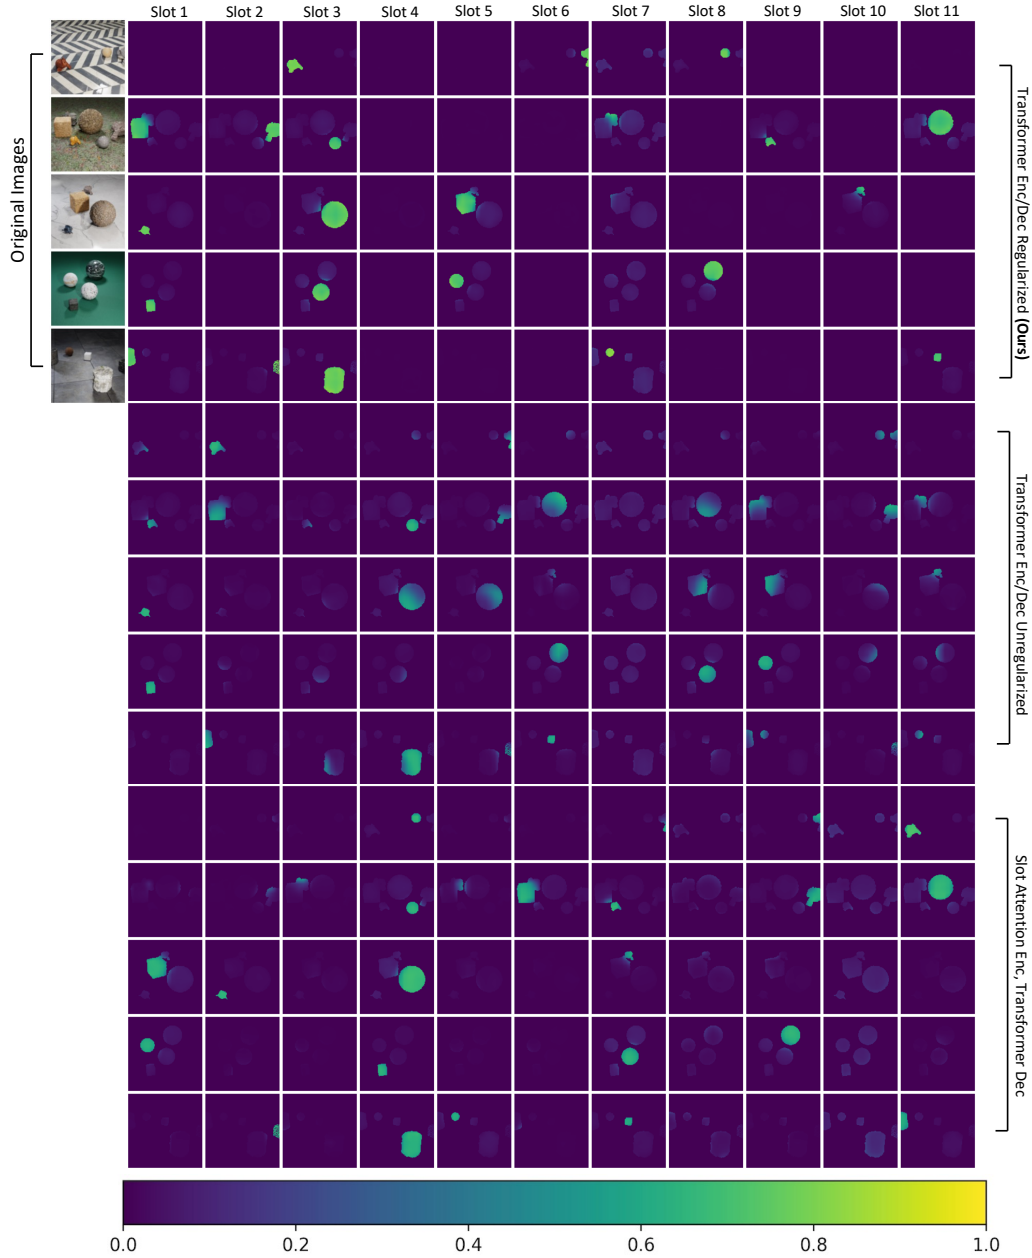 Slot 1 Slot 2 Slot 3 Slot 4 Slot 5 Slot 6 Slot 7 Slot 8 Slot 9 Slot 10 Slot 11
Original Images
Transformer Enc/Dec Regularized (Ours)
Transformer Enc/Dec Unregularized
Slot Attention Enc, Transformer Dec
0.0 0.2 0.4 0.6 0.8 1.0